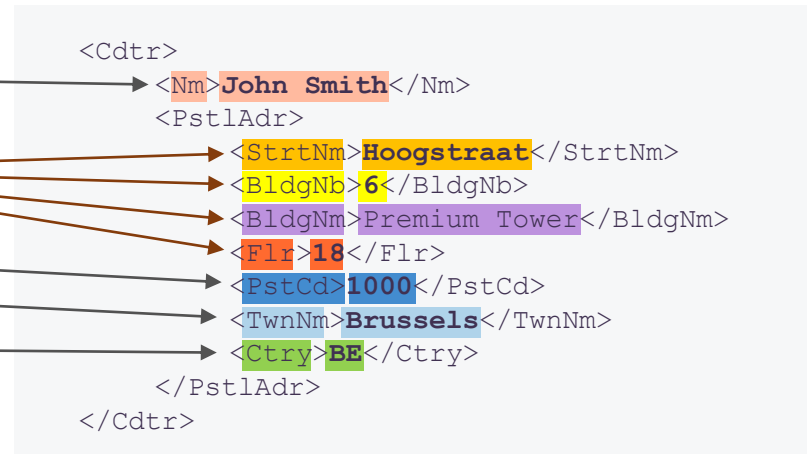 <Cdtr>
<Nm>John Smith</Nm>
<PstlAdr>
<StrtNm>Hoogstraat</StrtNm>
<BldgNb>6</BldgNb>
<BldgNm>Premium Tower</BldgNm>
<Flr>18</Flr>
<PstCd>1000</PstCd>
<TwnNm>Brussels</TwnNm>
<Ctry>BE</Ctry>
</PstlAdr>
</Cdtr>